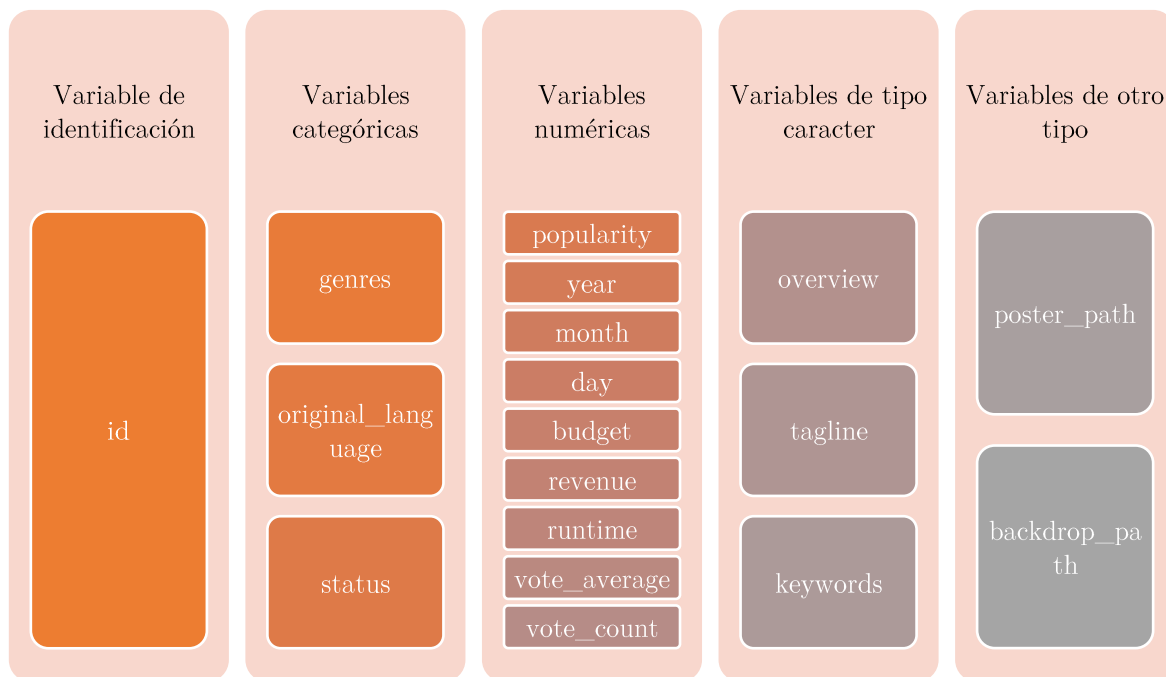 Variable de
identificación
id
Variables
categóricas
genres
original_lang
uage
status
Variables
numéricas
popularity
year
month
day
budget
revenue
runtime
vote_average
vote_count
Variables de tipo
caracter
overview
tagline
keywords
Variables de otro
tipo
poster_path
backdrop_pa
th